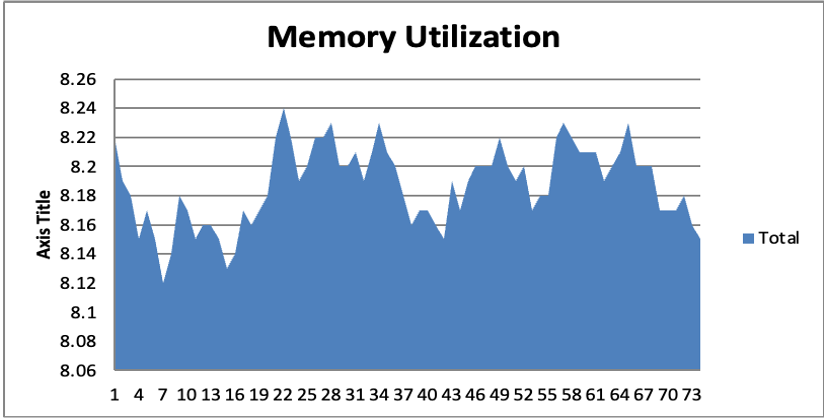 Memory Utilization
8.26
8.24
8.22
8.2
8.18
8.16
8.14
8.12
8.1
8.08
8.06
Axis Title
1 4 7 10 13 16 19 22 25 28 31 34 37 40 43 46 49 52 55 58 61 64 67 70 73
Total